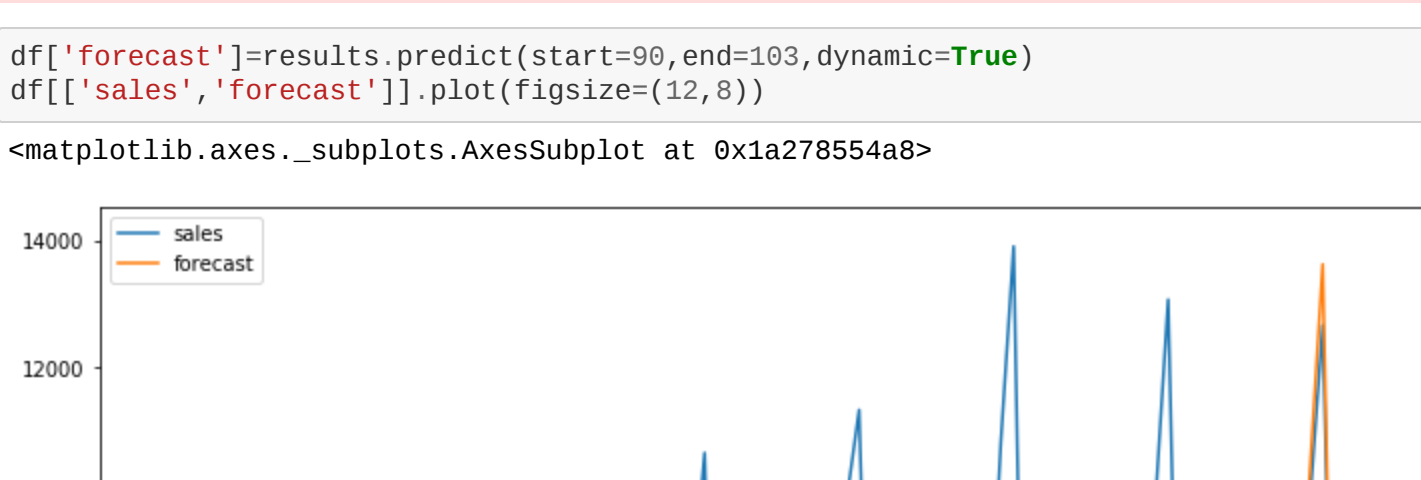 df['forecast']=results.predict(start=90,end=103,dynamic=True)
df[['sales','forecast']].plot(figsize=(12,8))
<matplotlib.axes._subplots.AxesSubplot at 0x1a278554a8>
sales
forecast
14000
12000